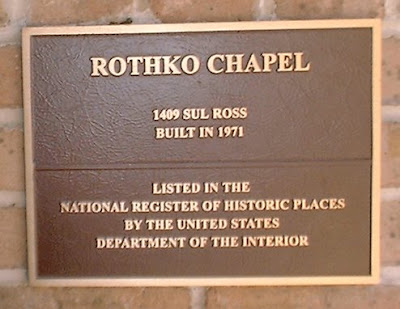 ROTHKO CHAPEL
1409 SUL ROSS
BUILT IN 1971
LISTED IN THE
NATIONAL REGISTER OF HISTORIC PLACES
BY THE UNITED STATES
DEPARTMENT OF THE INTERIOR